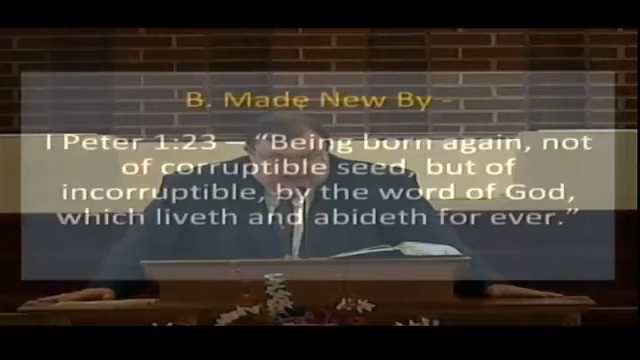 B. Made New By -
I Peter 1:23 – “Being born again, not
of corruptible seed, but of
incorruptible, by the word of God,
which liveth and abideth for ever.”